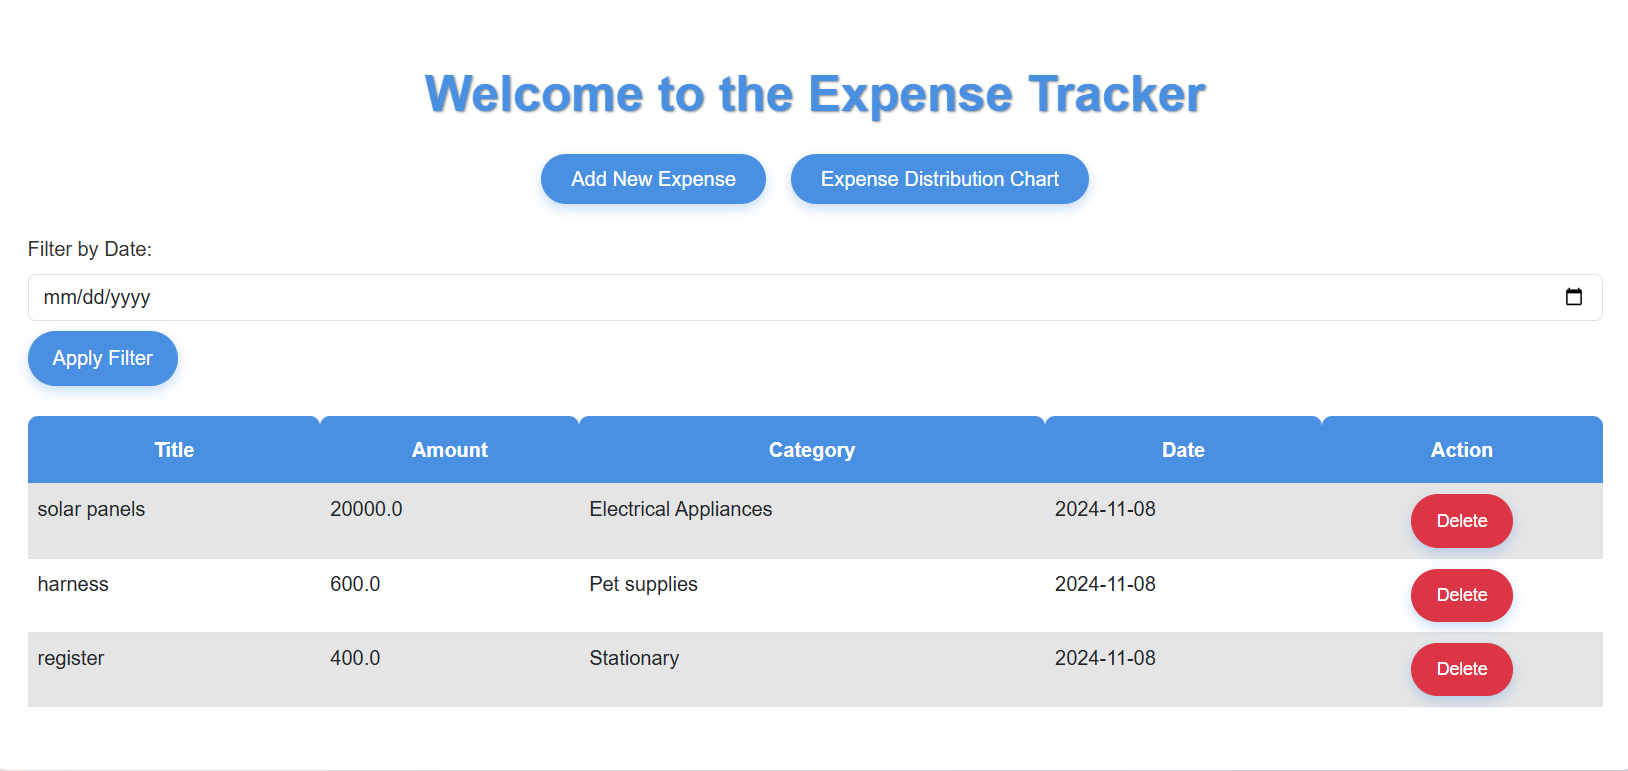 Welcome to the Expense Tracker
Add New Expense Expense Distribution Chart
Filter by Date:
mm/dd/yyyy
Apply Filter
Title Amount Category Date Action
solar panels 20000.0 Electrical Appliances 2024-11-08 Delete
harness 600.0 Pet supplies 2024-11-08 Delete
register 400.0 Stationary 2024-11-08 Delete